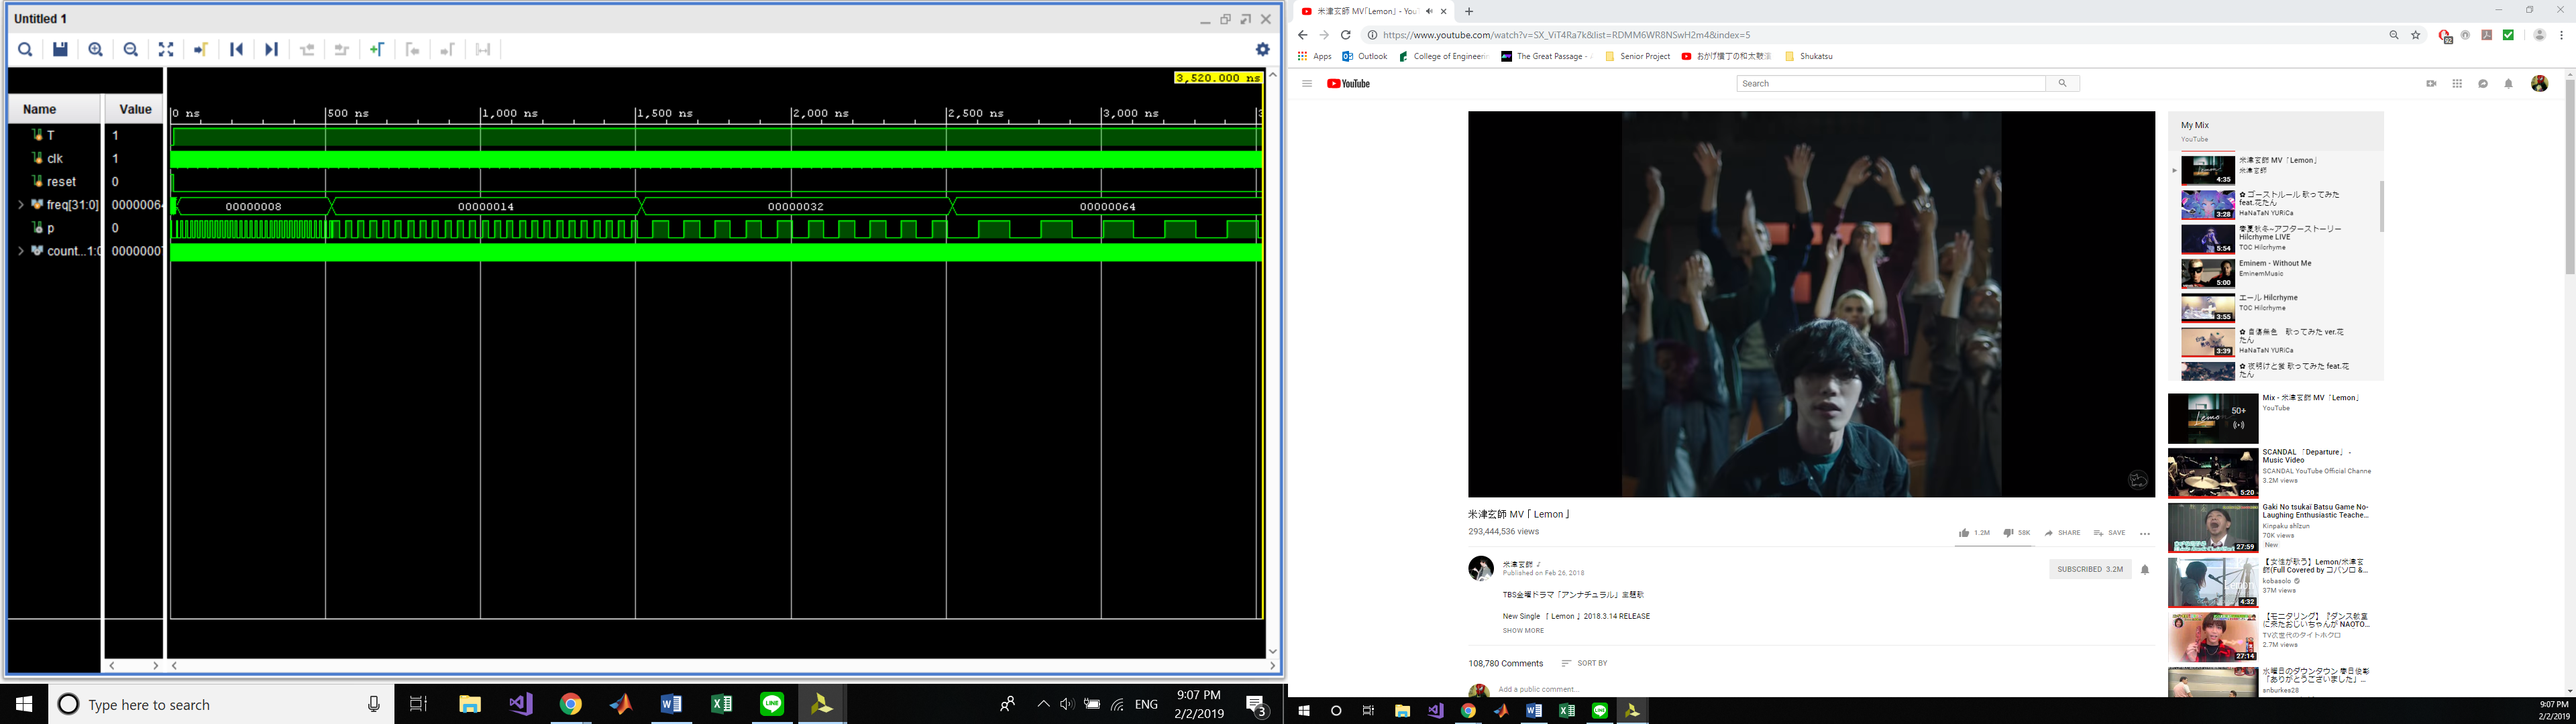 Untitled 1
3,520.000 ns
Name
Value
0 ns
500 ns
1,000 ns
1,500 ns
2,000 ns
2,500 ns
3,000 ns
T
1
clk
1
reset
0
freq[31:0]
00000064
00000008
00000014
00000032
00000064
p
0
count...1:0
Type here to search
ENG
9:07 PM
2/2/2019
3
米津玄師 MV「Lemon」 - YouT
https://www.youtube.com/watch?v=SX_ViT4Ra7k&list=RDMM6WR8NSwH2m4&index=5
Apps
Outlook
College of Engineerin
The Great Passage -
Senior Project
おかげ横丁の和太鼓
Shukatsu
YouTube
Search
My Mix
YouTube
米津玄師 MV「Lemon」
米津玄師
4:35
✿ ゴーストルール 歌ってみた
feat.花たん
HaNaTaN YURiCa
3:28
春夏秋冬~アフターストーリー
Hilcrhyme LIVE
TOC Hilcrhyme
5:54
Eminem - Without Me
EminemMusic
5:00
エール Hilcrhyme
TOC Hilcrhyme
3:55
✿ 自傷無色 歌ってみた ver.花
たん
HaNaTaN YURiCa
3:39
✿ 夜明けと蛍 歌ってみた feat.花
たん
Mix - 米津玄師 MV「Lemon」
YouTube
50+
SCANDAL 「Departure」 -
Music Video
SCANDAL YouTube Official Channe
3.2M views
5:20
Gaki No tsukai Batsu Game No-
Laughing Enthusiastic Teache...
Kinpaku shīzun
70K views
New
27:59
【女性が歌う】Lemon/米津玄
師(Full Covered by コバソロ &...
kobasolo
37M views
4:32
【モニタリング】『ダンス教室
に来たおじいちゃんが NAOTO...
TV次世代のタイトホクロ
2.7M views
27:14
水曜日のダウンタウン 春日俊彰
「ありがとうございました」...
anburkes28
米津玄師 MV「Lemon」
293,444,536 views
1.2M
58K
SHARE
SAVE
米津玄師
Published on Feb 26, 2018
SUBSCRIBED 3.2M
TBS金曜ドラマ「アンナチュラル」主題歌
New Single 「Lemon」2018.3.14 RELEASE
SHOW MORE
108,780 Comments
SORT BY
Add a public comment...
9:07 PM
2/2/2019